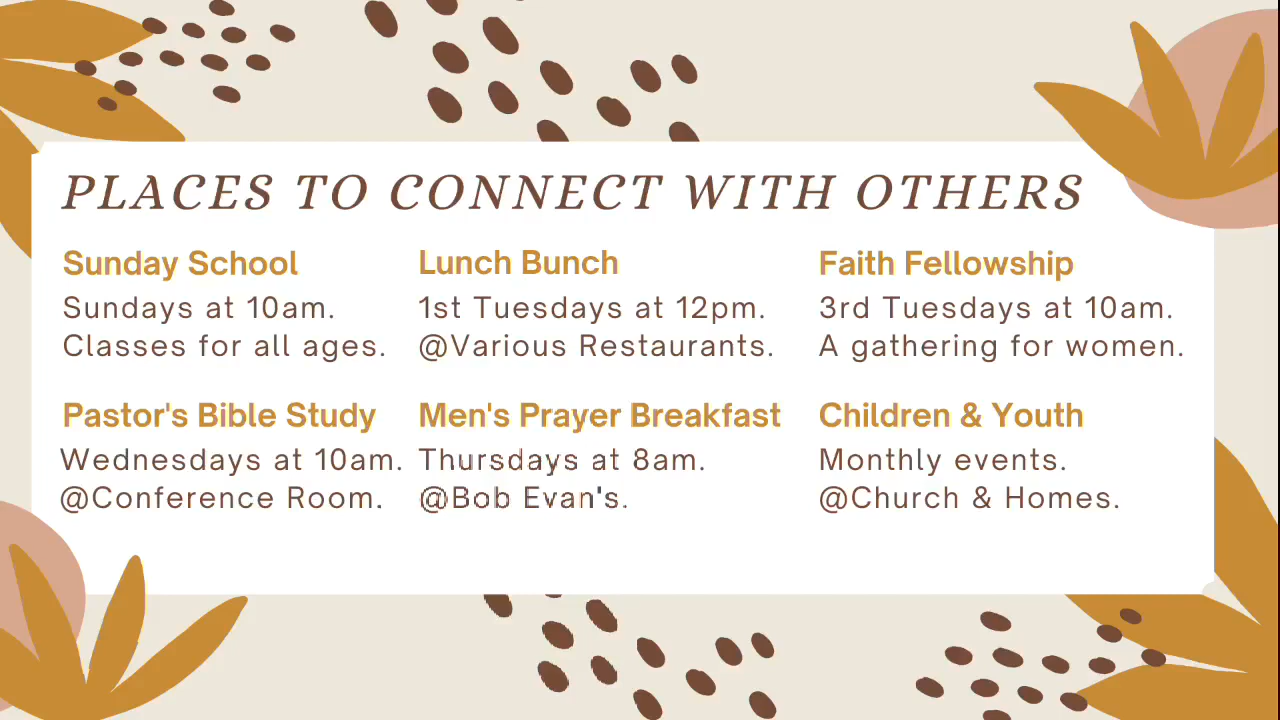 PLACES TO CONNECT WITH OTHERS
Sunday School
Sundays at 10am.
Classes for all ages.
Lunch Bunch
1st Tuesdays at 12pm.
@Various Restaurants.
Faith Fellowship
3rd Tuesdays at 10am.
A gathering for women.
Pastor's Bible Study
Wednesdays at 10am.
@Conference Room.
Men's Prayer Breakfast
Thursdays at 8am.
@Bob Evan's.
Children & Youth
Monthly events.
@Church & Homes.